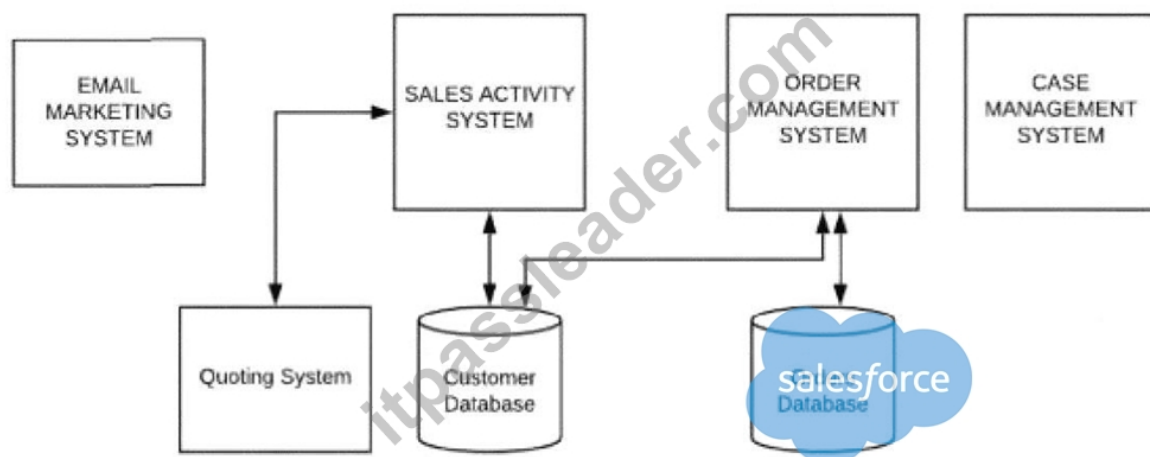 EMAIL
MARKETING
SYSTEM
SALES ACTIVITY
SYSTEM
ORDER
MANAGEMENT
SYSTEM
CASE
MANAGEMENT
SYSTEM
Quoting System
Customer
Database
salesforce
Database
itpassleader.com